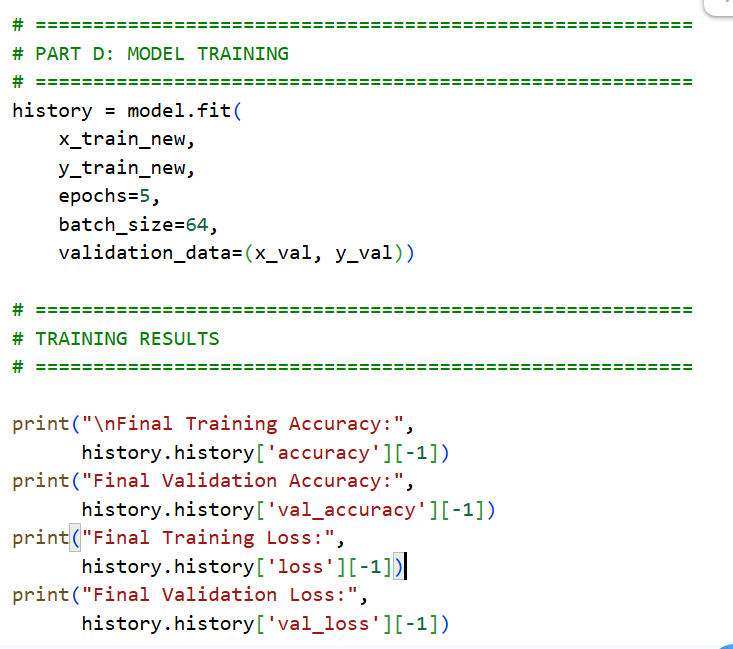 # =========================================================
# PART D: MODEL TRAINING
# =========================================================
history = model.fit(
    x_train_new,
    y_train_new,
    epochs=5,
    batch_size=64,
    validation_data=(x_val, y_val))
# =========================================================
# TRAINING RESULTS
# =========================================================
print("\nFinal Training Accuracy:",
      history.history['accuracy'][-1])
print("Final Validation Accuracy:",
      history.history['val_accuracy'][-1])
print("Final Training Loss:",
      history.history['loss'][-1])
print("Final Validation Loss:",
      history.history['val_loss'][-1])